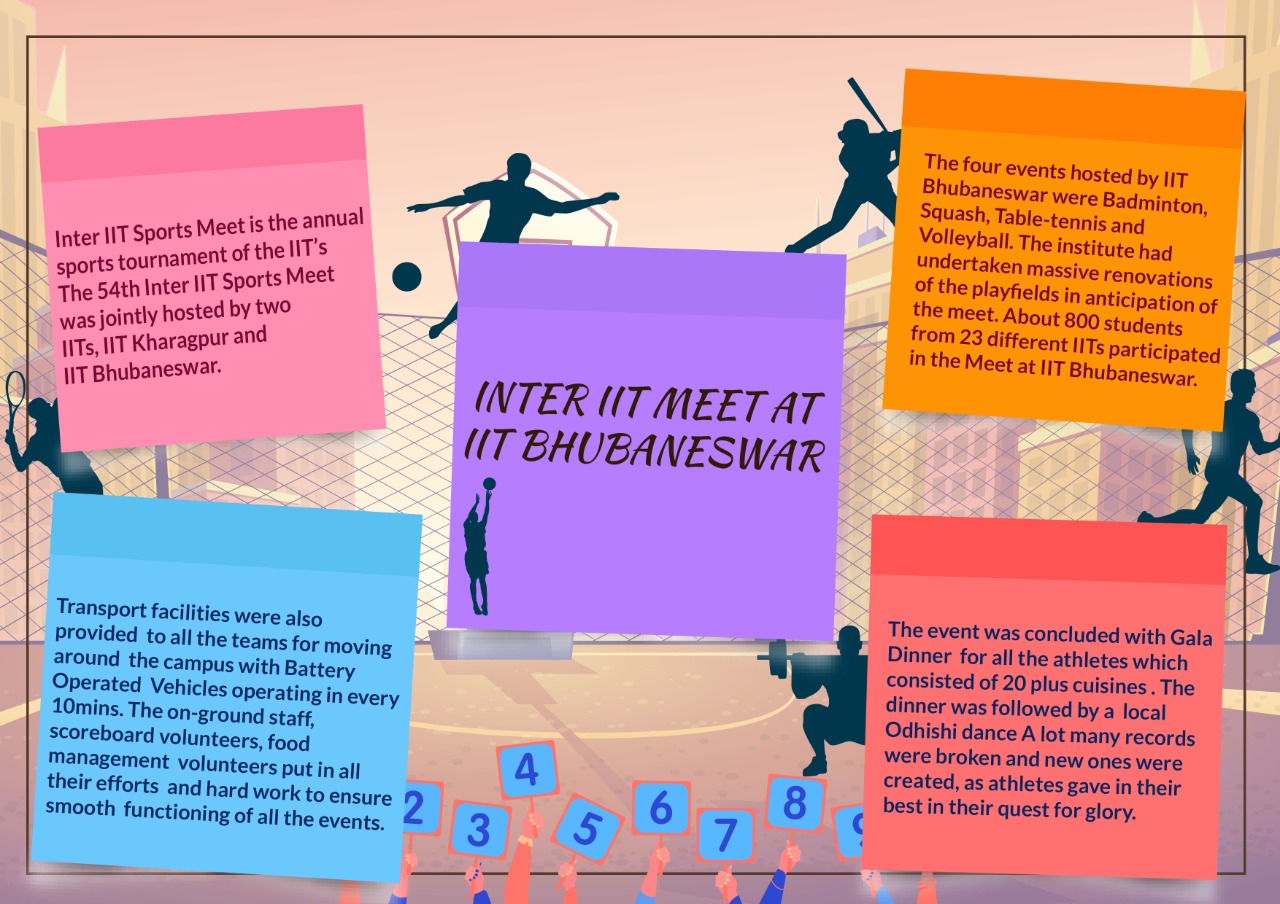 Inter IIT Sports Meet is the annual
sports tournament of the IIT's
The 54th Inter IIT Sports Meet
was jointly hosted by two
IITs, IIT Kharagpur and
IIT Bhubaneswar.
INTER IIT MEET AT
IIT BHUBANESWAR
The four events hosted by IIT
Bhubaneswar were Badminton,
Squash, Table-tennis and
Volleyball. The institute had
undertaken massive renovations
of the playfields in anticipation of
the meet. About 800 students
from 23 different IITs participated
in the Meet at IIT Bhubaneswar.
Transport facilities were also
provided to all the teams for moving
around the campus with Battery
Operated Vehicles operating in every
10mins. The on-ground staff,
scoreboard volunteers, food
management volunteers put in all
their efforts and hard work to ensure
smooth functioning of all the events.
The event was concluded with Gala
Dinner for all the athletes which
consisted of 20 plus cuisines . The
dinner was followed by a local
Odhishi dance A lot many records
were broken and new ones were
created, as athletes gave in their
best in their quest for glory.
2 3 4 5 6 7 8 9